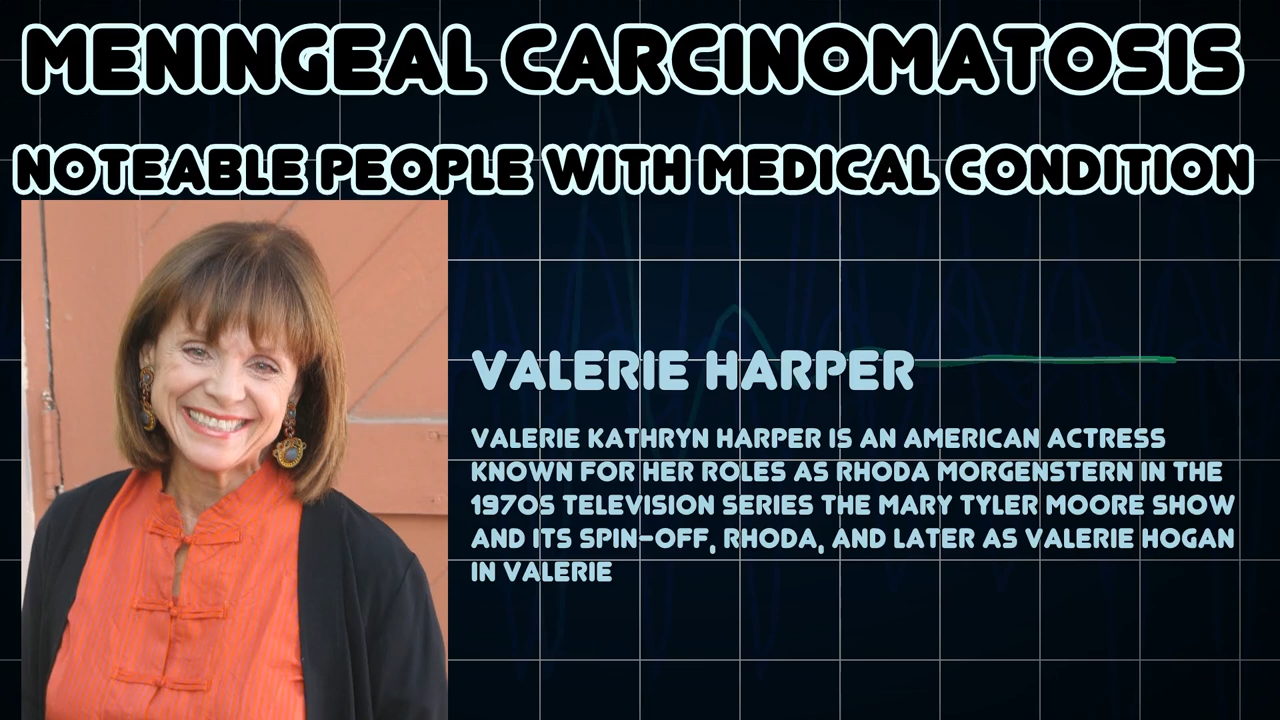 MENINGEAL CARCINOMATOSIS
NOTEABLE PEOPLE WITH MEDICAL CONDITION
VALERIE HARPER
VALERIE KATHRYN HARPER IS AN AMERICAN ACTRESS
KNOWN FOR HER ROLES AS RHODA MORGENSTERN IN THE
1970S TELEVISION SERIES THE MARY TYLER MOORE SHOW
AND ITS SPIN-OFF, RHODA, AND LATER AS VALERIE HOGAN
IN VALERIE